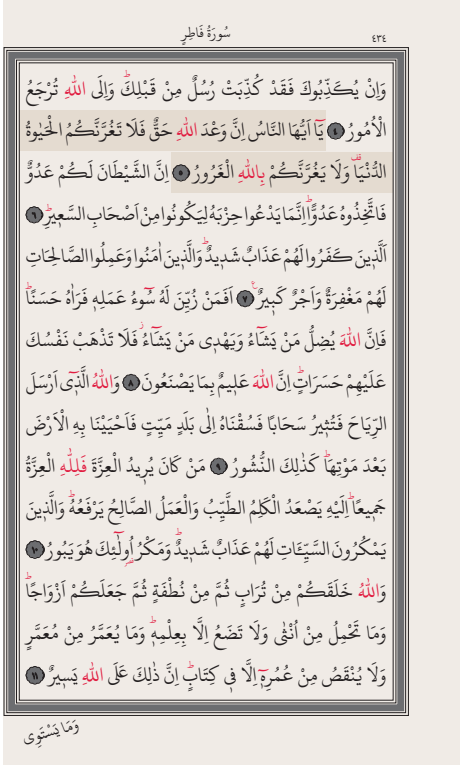 سُورَةُ فَاطِرٍ ٤٣٤
وَاِنْ يُكَذِّبُوكَ فَقَدْ كُذِّبَتْ رُسُلٌ مِنْ قَبْلِكَۜ وَاِلَى اللّٰهِ تُرْجَعُ
الْاُمُورُ ﴿٤﴾ يَٓا اَيُّهَا النَّاسُ اِنَّ وَعْدَ اللّٰهِ حَقٌّ فَلَا تَغُرَّنَّكُمُ الْحَيٰوةُ
الدُّنْيَا۠ وَلَا يَغُرَّنَّكُمْ بِاللّٰهِ الْغَرُورُ ﴿٥﴾ اِنَّ الشَّيْطَانَ لَكُمْ عَدُوٌّ
فَاتَّخِذُوهُ عَدُوًّاۜ اِنَّمَا يَدْعُوا حِزْبَهُ لِيَكُونُوا مِنْ اَصْحَابِ السَّعِيرِۜ ﴿٦﴾
اَلَّذِينَ كَفَرُوا لَهُمْ عَذَابٌ شَدِيدٌۜ وَالَّذِينَ اٰمَنُوا وَعَمِلُوا الصَّالِحَاتِ
لَهُمْ مَغْفِرَةٌ وَاَجْرٌ كَبِيرٌ۟ ﴿٧﴾ اَفَمَنْ زُيِّنَ لَهُ سُٓوءُ عَمَلِهِ فَرَاٰهُ حَسَنًاۜ
فَاِنَّ اللّٰهَ يُضِلُّ مَنْ يَشَٓاءُ وَيَهْدِي مَنْ يَشَٓاءُۘ فَلَا تَذْهَبْ نَفْسُكَ
عَلَيْهِمْ حَسَرَاتٍۜ اِنَّ اللّٰهَ عَلِيمٌ بِمَا يَصْنَعُونَ ﴿٨﴾ وَاللّٰهُ الَّذِٓي اَرْسَلَ
الرِّيَاحَ فَتُثِيرُ سَحَابًا فَسُقْنَاهُ اِلٰى بَلَدٍ مَيِّتٍ فَاَحْيَيْنَا بِهِ الْاَرْضَ
بَعْدَ مَوْتِهَاۜ كَذٰلِكَ النُّشُورُ ﴿٩﴾ مَنْ كَانَ يُرِيدُ الْعِزَّةَ فَلِلّٰهِ الْعِزَّةُ
جَمِيعًاۜ اِلَيْهِ يَصْعَدُ الْكَلِمُ الطَّيِّبُ وَالْعَمَلُ الصَّالِحُ يَرْفَعُهُۜ وَالَّذِينَ
يَمْكُرُونَ السَّيِّـَٔاتِ لَهُمْ عَذَابٌ شَدِيدٌۜ وَمَكْرُ اُو۬لٰٓئِكَ هُوَ يَبُورُ ﴿١٠﴾
وَاللّٰهُ خَلَقَكُمْ مِنْ تُرَابٍ ثُمَّ مِنْ نُطْفَةٍ ثُمَّ جَعَلَكُمْ اَزْوَاجًاۜ
وَمَا تَحْمِلُ مِنْ اُنْثٰى وَلَا تَضَعُ اِلَّا بِعِلْمِهِۜ وَمَا يُعَمَّرُ مِنْ مُعَمَّرٍ
وَلَا يُنْقَصُ مِنْ عُمُرِهِٓ اِلَّا فِي كِتَابٍۜ اِنَّ ذٰلِكَ عَلَى اللّٰهِ يَسِيرٌ ﴿١١﴾
وَمَا يَسْتَوِي